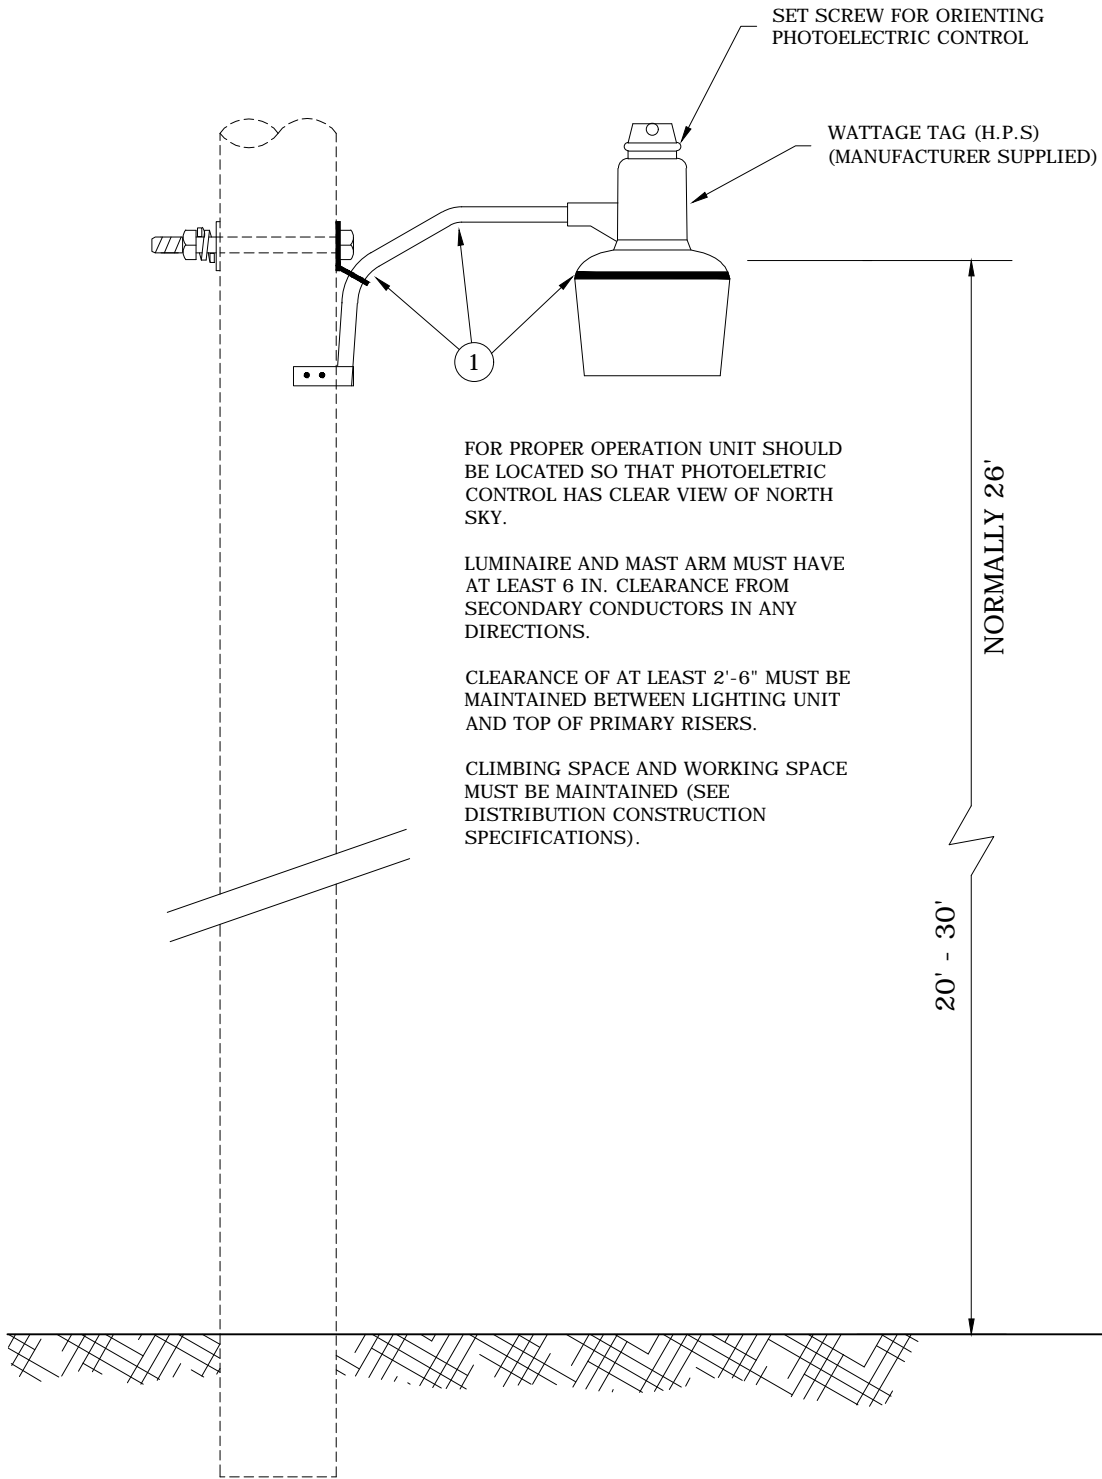 SET SCREW FOR ORIENTING
PHOTOELECTRIC CONTROL
WATTAGE TAG (H.P.S)
(MANUFACTURER SUPPLIED)
1
FOR PROPER OPERATION UNIT SHOULD
BE LOCATED SO THAT PHOTOELETRIC
CONTROL HAS CLEAR VIEW OF NORTH
SKY.
LUMINAIRE AND MAST ARM MUST HAVE
AT LEAST 6 IN. CLEARANCE FROM
SECONDARY CONDUCTORS IN ANY
DIRECTIONS.
CLEARANCE OF AT LEAST 2'-6" MUST BE
MAINTAINED BETWEEN LIGHTING UNIT
AND TOP OF PRIMARY RISERS.
CLIMBING SPACE AND WORKING SPACE
MUST BE MAINTAINED (SEE
DISTRIBUTION CONSTRUCTION
SPECIFICATIONS).
NORMALLY 26'
20' - 30'